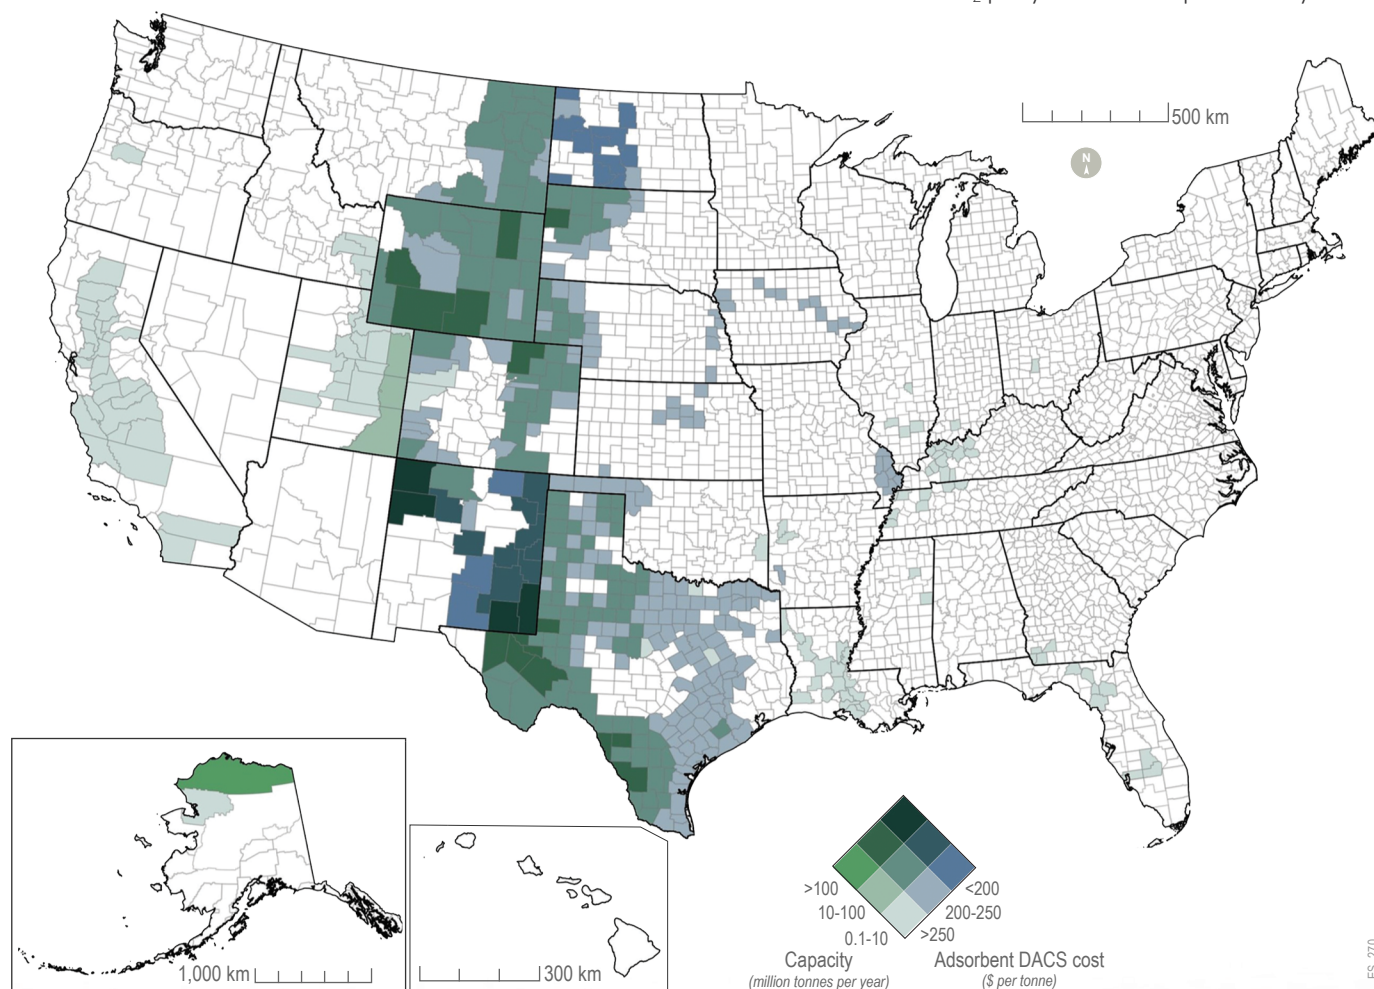 500 km
N
1,000 km
300 km
>100
10-100
0.1-10
<200
200-250
>250
Capacity
(million tonnes per year)
Adsorbent DACS cost
($ per tonne)
ES_270